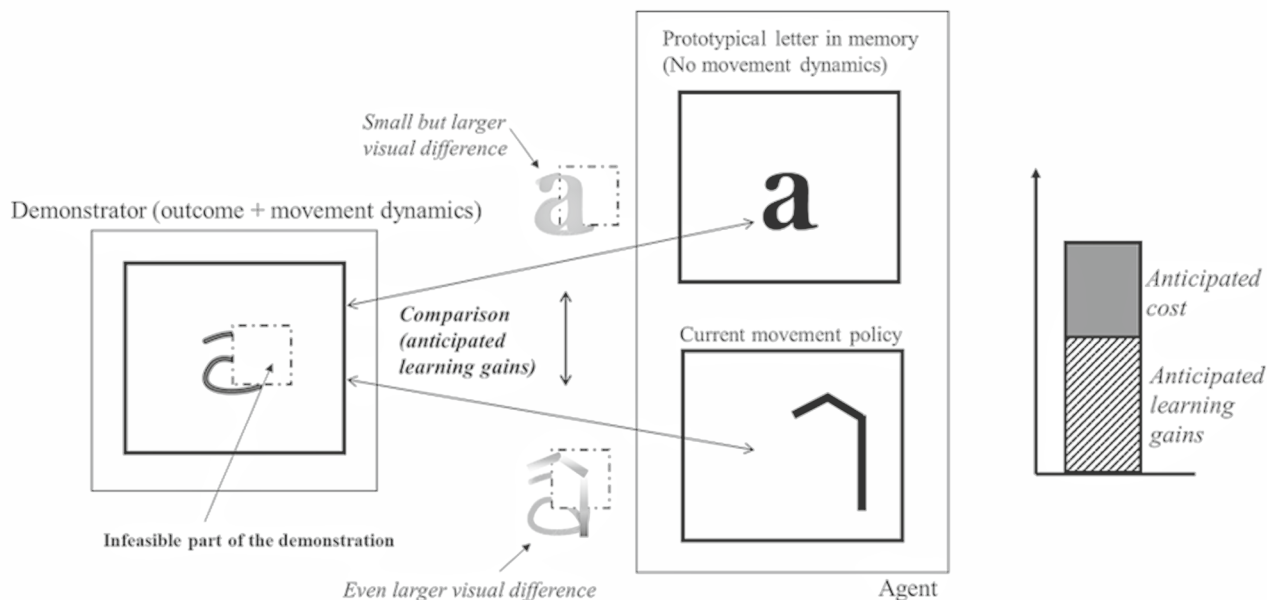 Prototypical letter in memory
(No movement dynamics)
a
Small but larger
visual difference
a
Demonstrator (outcome + movement dynamics)
Comparison
(anticipated
learning gains)
Current movement policy
Anticipated
cost
Anticipated
learning
gains
Infeasible part of the demonstration
Even larger visual difference
Agent